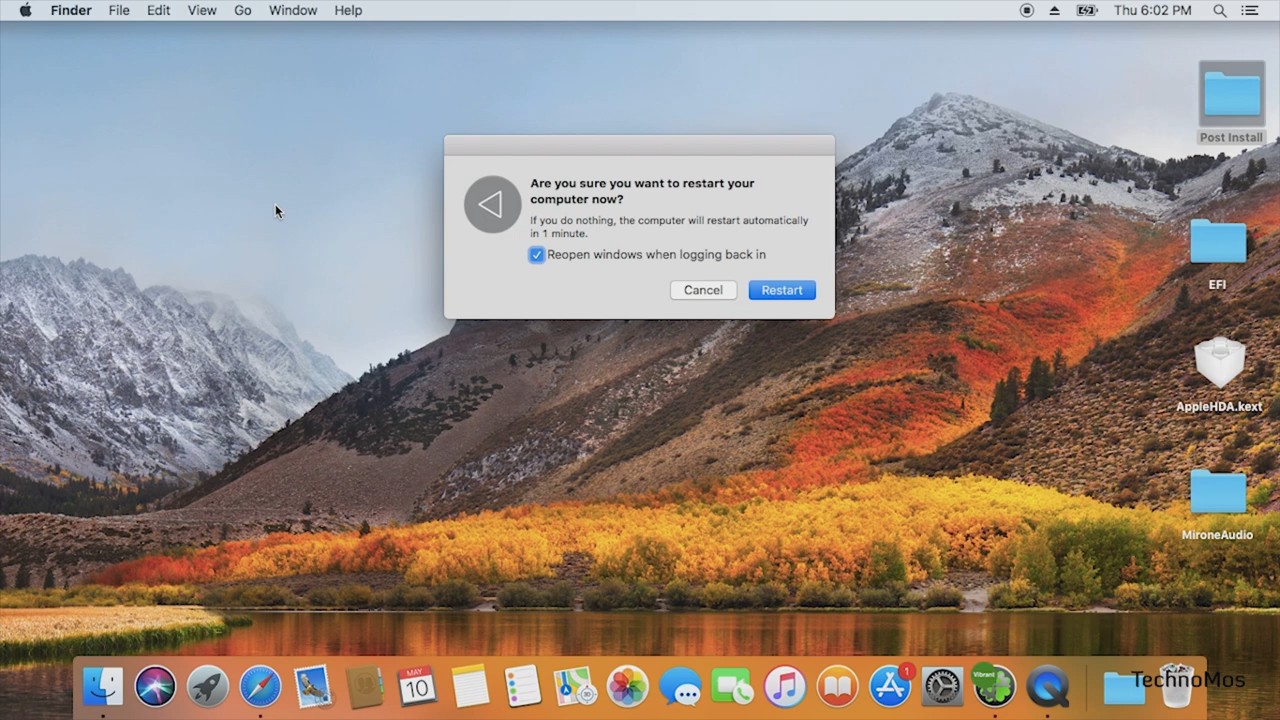 Finder File Edit View Go Window Help
Thu 6:02 PM
Post Install
Are you sure you want to restart your
computer now?
If you do nothing, the computer will restart automatically
in 1 minute.
Reopen windows when logging back in
Cancel Restart
EFI
AppleHDA.kext
MironeAudio
MAY
10
Vibrant
1
TechnoMos